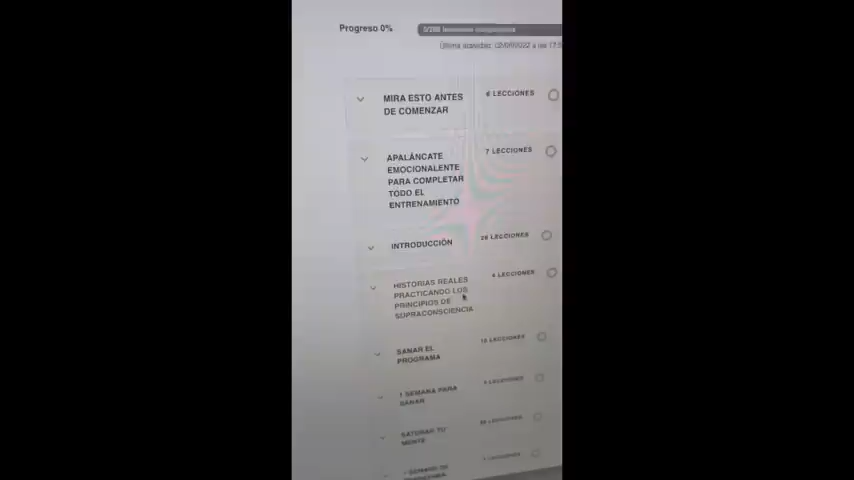 Progreso 0%
MIRA ESTO ANTES
DE COMENZAR
6 LECCIONES
APALÁNCATE
EMOCIONALENTE
PARA COMPLETAR
TODO EL
ENTRENAMIENTO
7 LECCIONES
INTRODUCCIÓN
HISTORIAS REALES
PRACTICANDO LOS
PRINCIPIOS DE
SUPRACONSCIENCIA
4 LECCIONES
SANAR EL
PROGRAMA
LECCIONES
1 SEMANA PARA
SANAR
LECCIONES
SATURAR TU
MENTE
LECCIONES